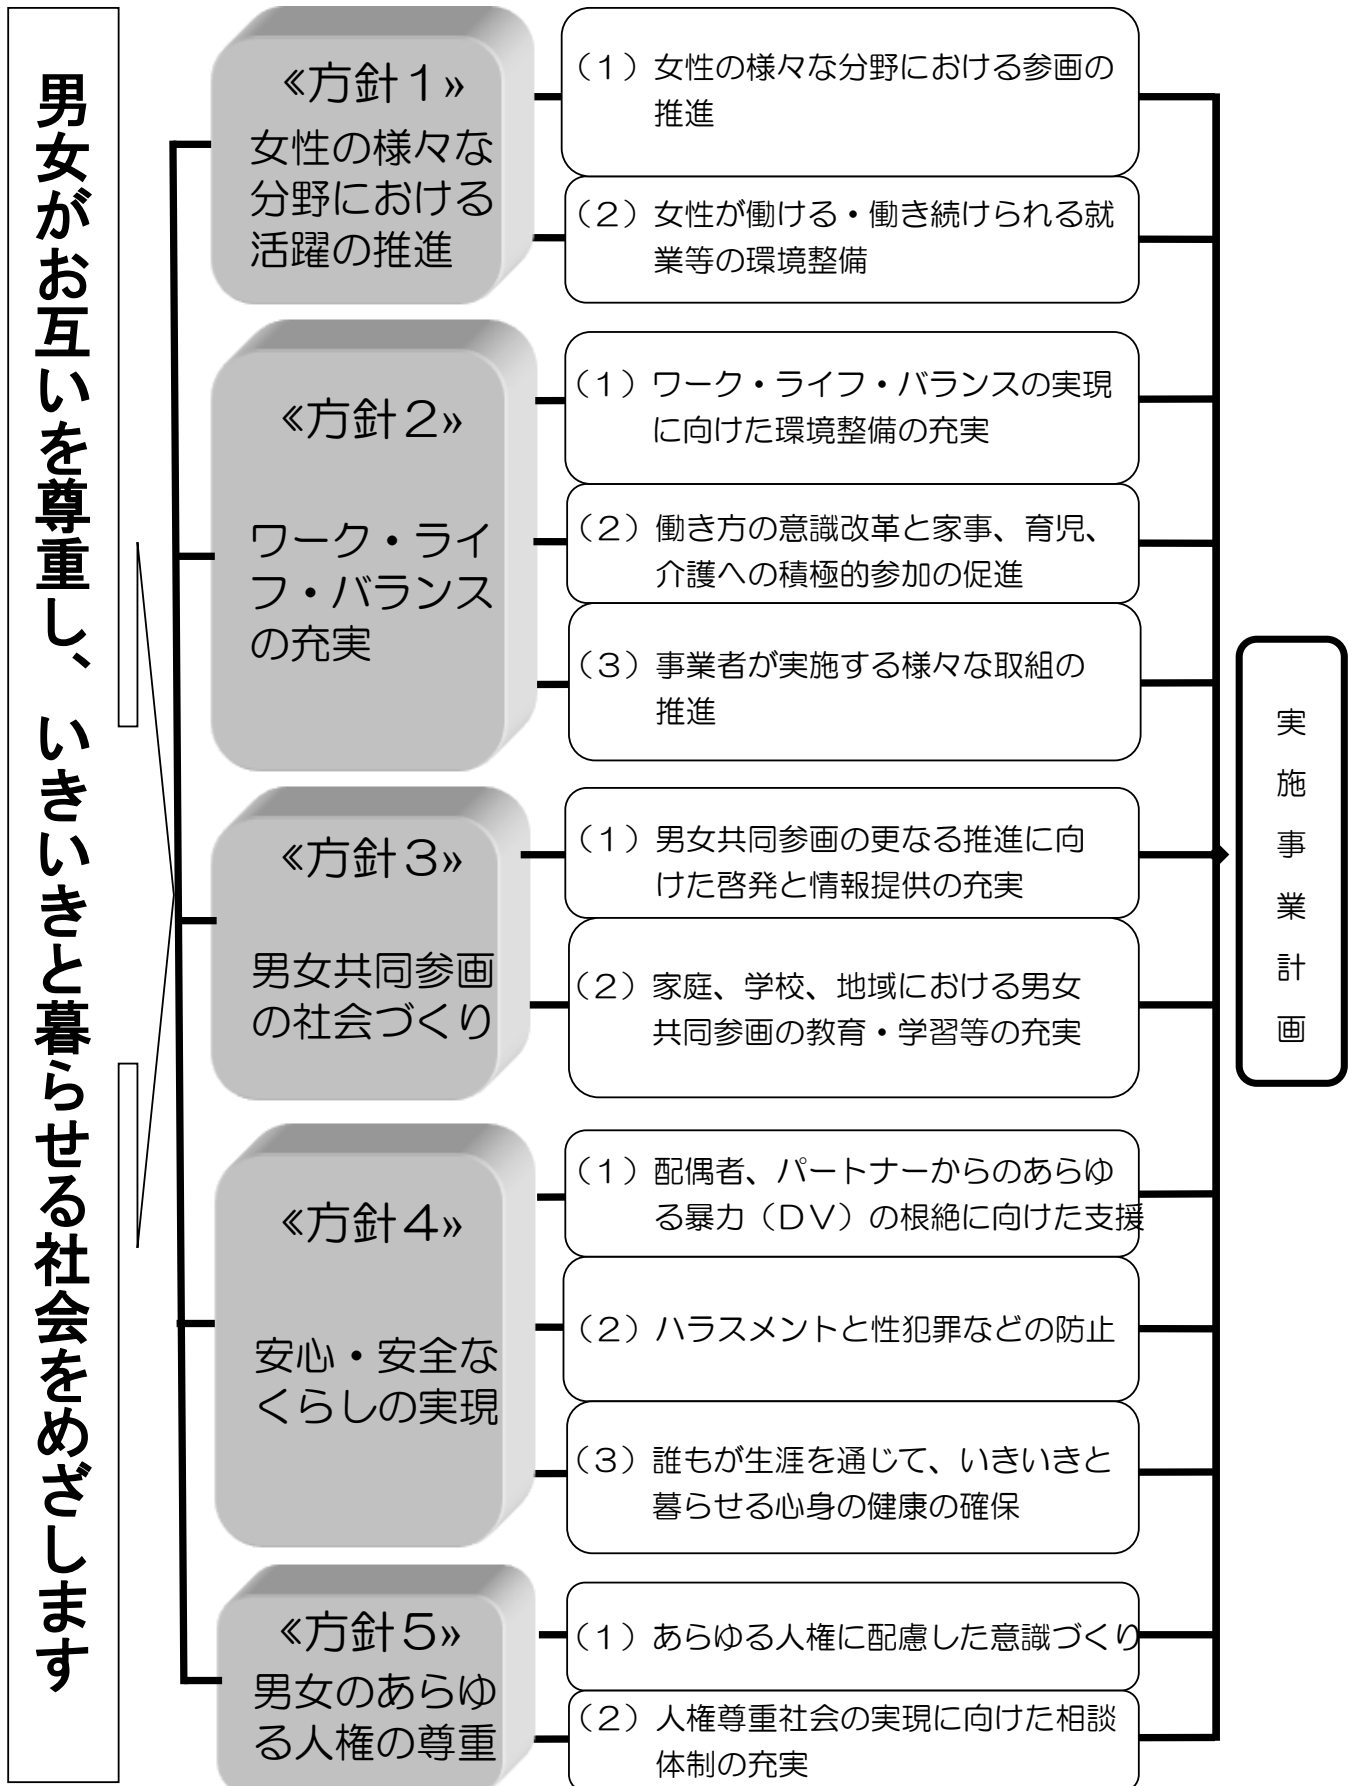 男女がお互いを尊重し、いきいきと暮らせる社会をめざします
≪方針１≫
女性の様々な
分野における
活躍の推進
（１）女性の様々な分野における参画の
推進
（２）女性が働ける・働き続けられる就
業等の環境整備
≪方針２≫
ワーク・ライ
フ・バランス
の充実
（１）ワーク・ライフ・バランスの実現
に向けた環境整備の充実
（２）働き方の意識改革と家事、育児、
介護への積極的参加の促進
（３）事業者が実施する様々な取組の
推進
≪方針３≫
男女共同参画
の社会づくり
（１）男女共同参画の更なる推進に向
けた啓発と情報提供の充実
（２）家庭、学校、地域における男女
共同参画の教育・学習等の充実
≪方針４≫
安心・安全な
くらしの実現
（１）配偶者、パートナーからのあらゆ
る暴力（ＤＶ）の根絶に向けた支援
（２）ハラスメントと性犯罪などの防止
（３）誰もが生涯を通じて、いきいきと
暮らせる心身の健康の確保
≪方針５≫
男女のあらゆ
る人権の尊重
（１）あらゆる人権に配慮した意識づくり
（２）人権尊重社会の実現に向けた相談
体制の充実
実施事業計画